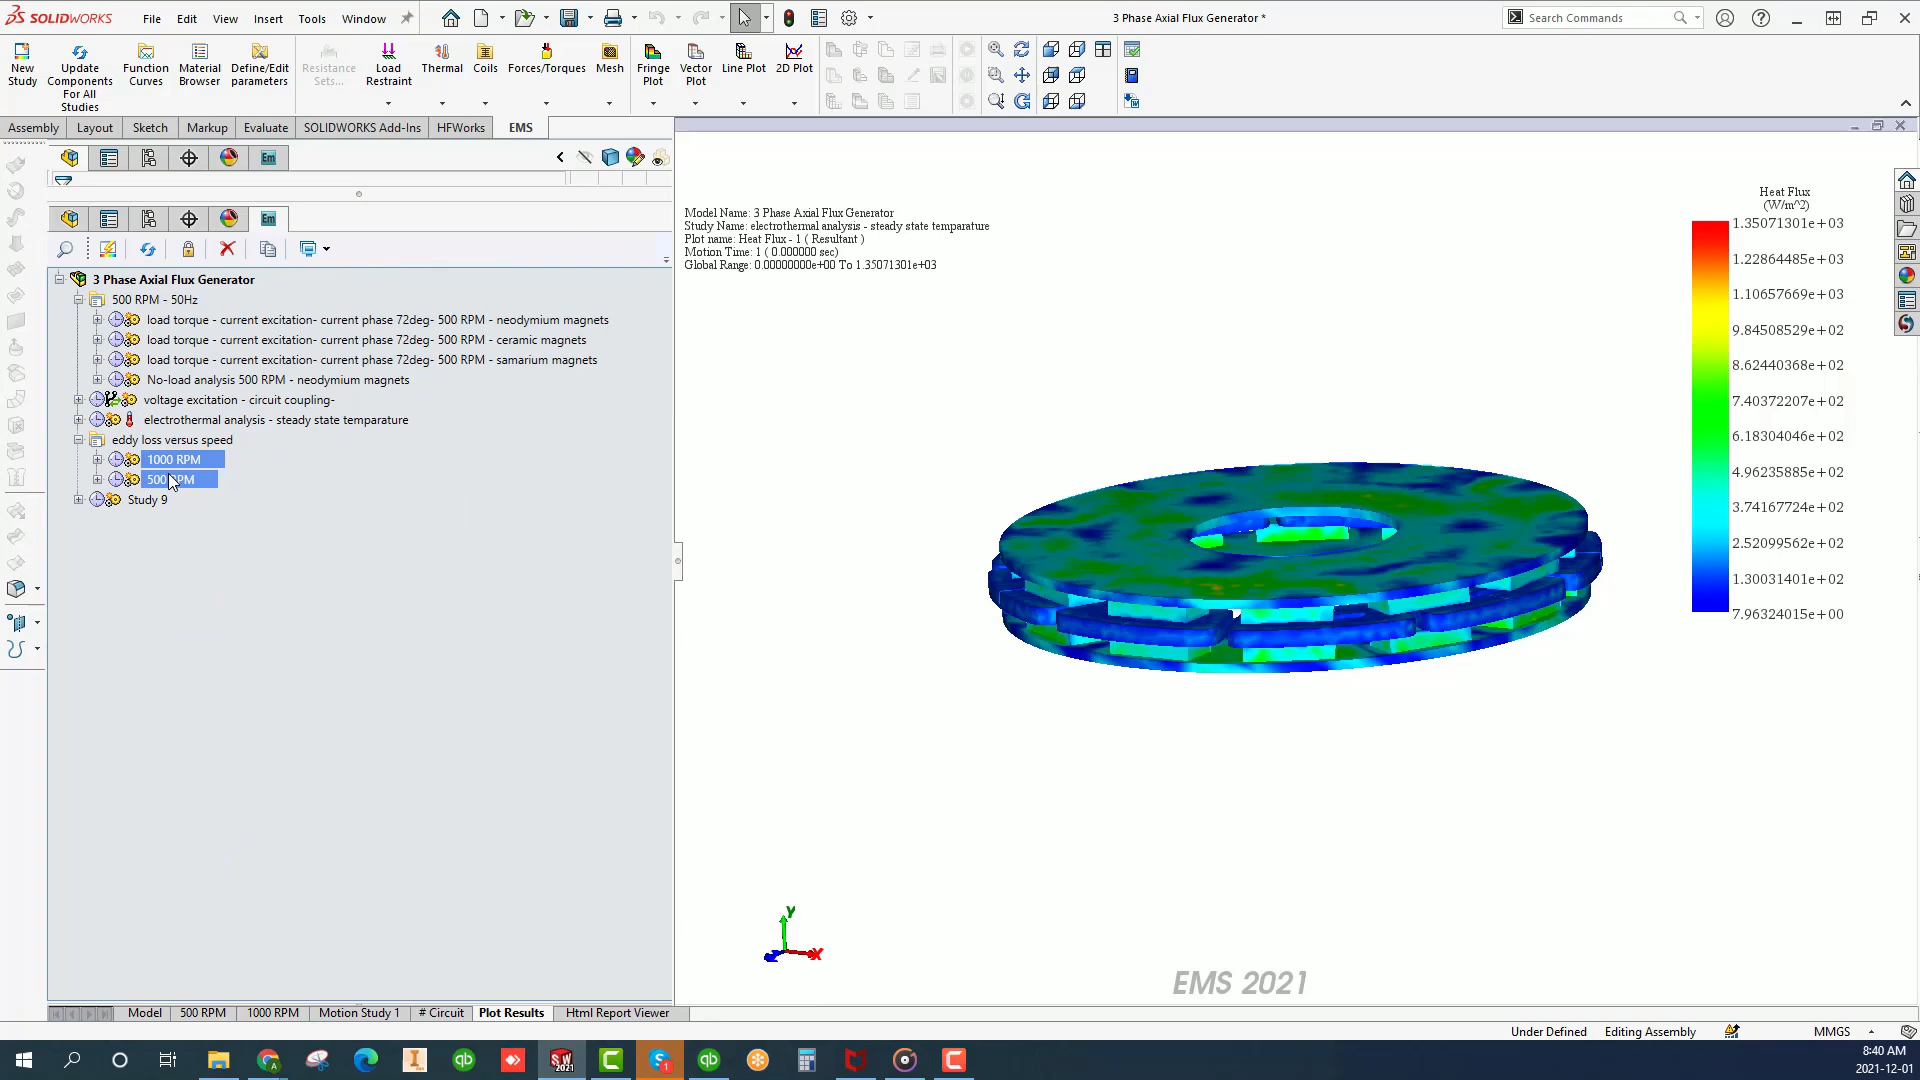 SOLIDWORKS
File Edit View Insert Tools Window
3 Phase Axial Flux Generator *
Search Commands
New Study
Update Components For All Studies
Function Curves
Material Browser
Define/Edit parameters
Resistance Sets...
Load Restraint
Thermal
Coils
Forces/Torques
Mesh
Fringe Plot
Vector Plot
Line Plot
2D Plot
Assembly Layout Sketch Markup Evaluate SOLIDWORKS Add-Ins HFWorks EMS
Em
Em
3 Phase Axial Flux Generator
500 RPM - 50Hz
load torque - current excitation- current phase 72deg- 500 RPM - neodymium magnets
load torque - current excitation- current phase 72deg- 500 RPM - ceramic magnets
load torque - current excitation- current phase 72deg- 500 RPM - samarium magnets
No-load analysis 500 RPM - neodymium magnets
voltage excitation - circuit coupling-
electrothermal analysis - steady state temparature
eddy loss versus speed
1000 RPM
500 RPM
Study 9
Model Name: 3 Phase Axial Flux Generator
Study Name: electrothermal analysis - steady state temparature
Plot name: Heat Flux - 1 ( Resultant )
Motion Time: 1 ( 0.000000 sec)
Global Range: 0.00000000e+00 To 1.35071301e+03
Heat Flux
(W/m^2)
1.35071301e+03
1.22864485e+03
1.10657669e+03
9.84508529e+02
8.62440368e+02
7.40372207e+02
6.18304046e+02
4.96235885e+02
3.74167724e+02
2.52099562e+02
1.30031401e+02
7.96324015e+00
Y
X
Z
EMS 2021
Model 500 RPM 1000 RPM Motion Study 1 # Circuit Plot Results Html Report Viewer
Under Defined Editing Assembly MMGS
8:40 AM
2021-12-01